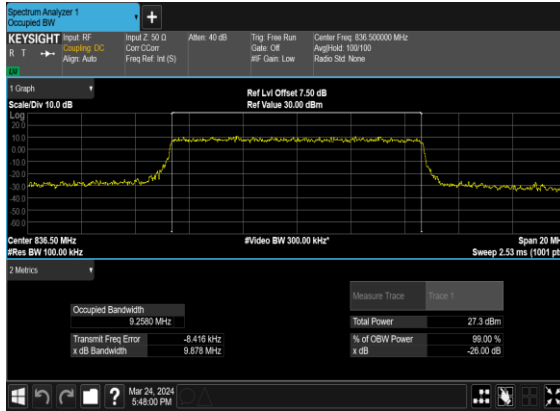 Spectrum Analyzer 1
Occupied BW
+
KEYSIGHT Input: RF Input Z: 50 Ω Atten: 40 dB Trig: Free Run Center Freq: 836.500000 MHz
R T Coupling: DC Corr CCorr Gate: Off Avg|Hold: 100/100
Align: Auto Freq Ref: Int (S) #IF Gain: Low Radio Std: None
LU
1 Graph Ref Lvl Offset 7.50 dB
Scale/Div 10.0 dB Ref Value 30.00 dBm
Log
20.0
10.0
0.00
-10.0
-20.0
-30.0
-40.0
-50.0
-60.0
Center 836.50 MHz #Video BW 300.00 kHz* Span 20 MH
#Res BW 100.00 kHz Sweep 2.53 ms (1001 pt
2 Metrics
Measure Trace Trace 1
Occupied Bandwidth
9.2580 MHz Total Power 27.3 dBm
Transmit Freq Error -8.416 kHz % of OBW Power 99.00 %
x dB Bandwidth 9.878 MHz x dB -26.00 dB
? Mar 24, 2024
5:48:00 PM